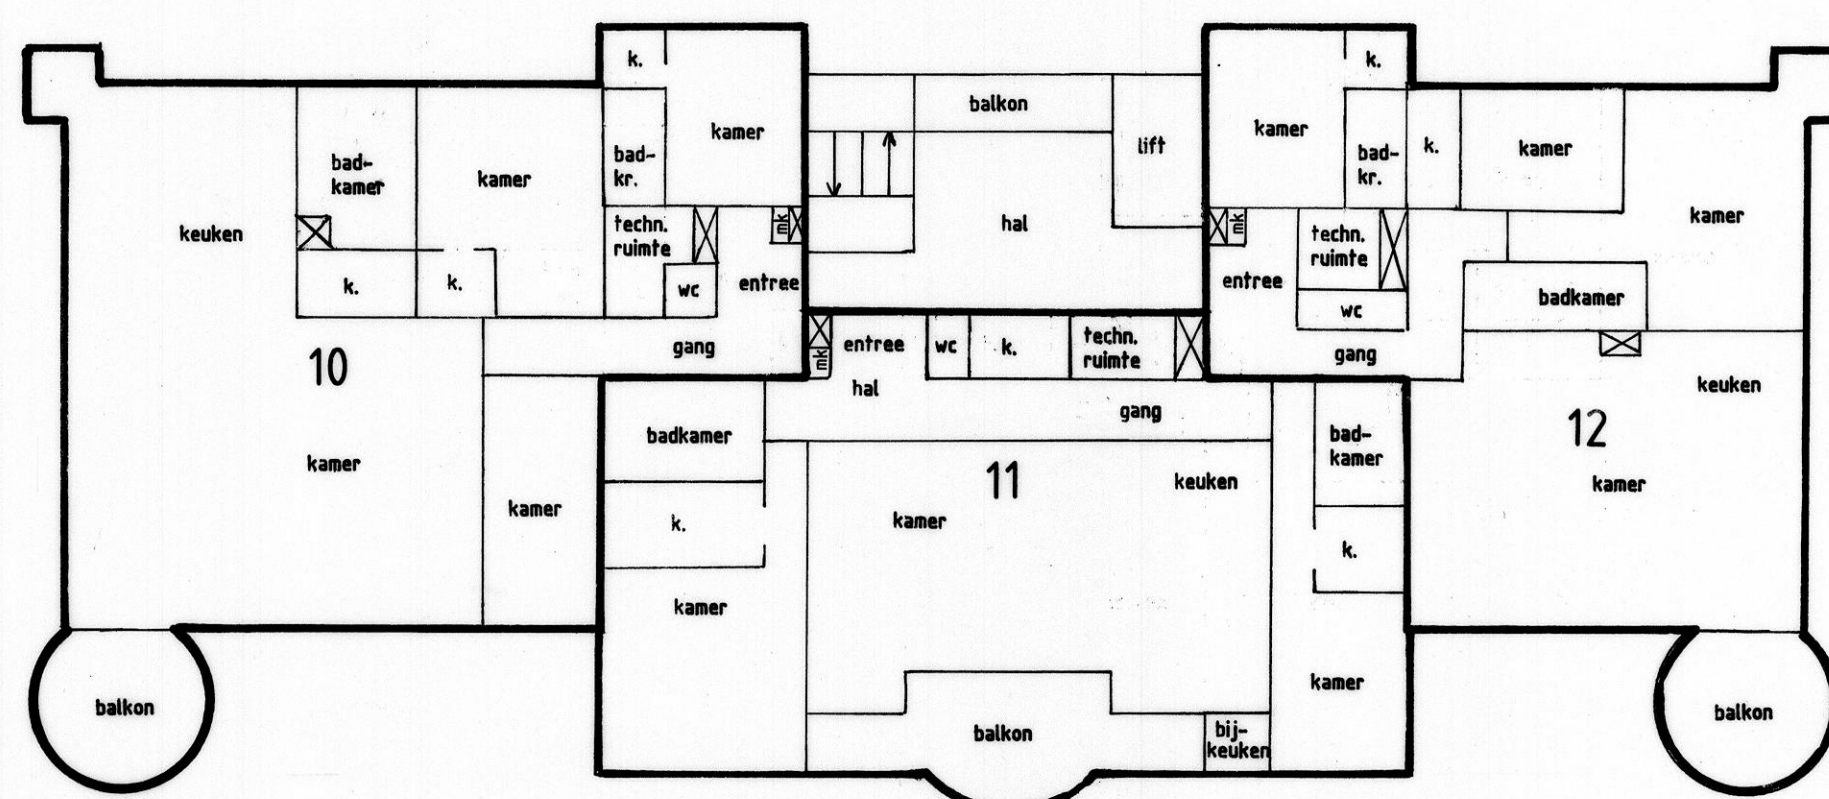 k.
kamer
bad-
kr.
techn.
ruimte
mk
wc
entree
bad-
kamer
kamer
keuken
k.
k.
10
gang
kamer
kamer
balkon
balkon
lift
hal
mk
entree
wc
k.
techn.
ruimte
hal
gang
badkamer
k.
kamer
11
kamer
keuken
bad-
kamer
k.
kamer
balkon
bij-
keuken
kamer
k.
bad-
kr.
k.
kamer
kamer
mk
techn.
ruimte
entree
wc
badkamer
gang
keuken
12
kamer
balkon